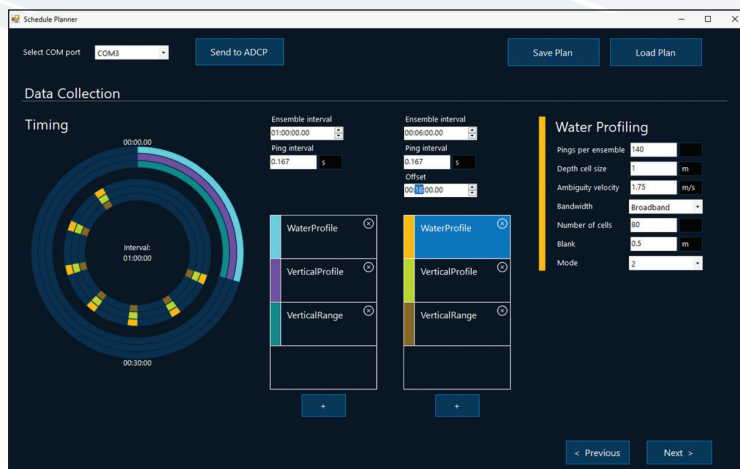 Schedule Planner
Select COM port
COM3
Send to ADCP
Save Plan
Load Plan
Data Collection
Timing
00:00.00
Interval:
01:00:00
00:30:00
Ensemble interval
01:00:00.00
Ping interval
0.167
s
WaterProfile
VerticalProfile
VerticalRange
+
Ensemble interval
00:06:00.00
Ping interval
0.167
s
Offset
00:18:00.00
WaterProfile
VerticalProfile
VerticalRange
+
Water Profiling
Pings per ensemble
140
Depth cell size
1
m
Ambiguity velocity
1.75
m/s
Bandwidth
Broadband
Number of cells
80
Blank
0.5
m
Mode
2
< Previous
Next >